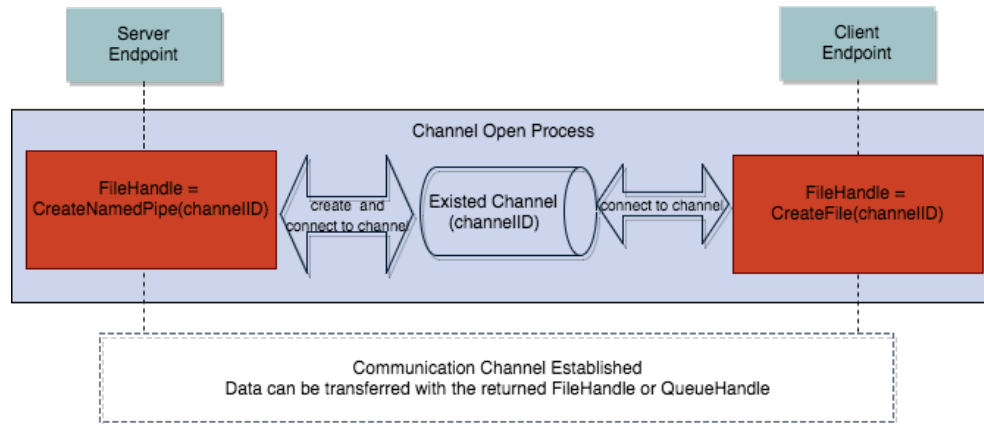 Server
Endpoint
Client
Endpoint
Channel Open Process
FileHandle =
CreateNamedPipe(channelID)
create and
connect to channel
Existed Channel
(channelID)
connect to channel
FileHandle =
CreateFile(channelID)
Communication Channel Established
Data can be transferred with the returned FileHandle or QueueHandle